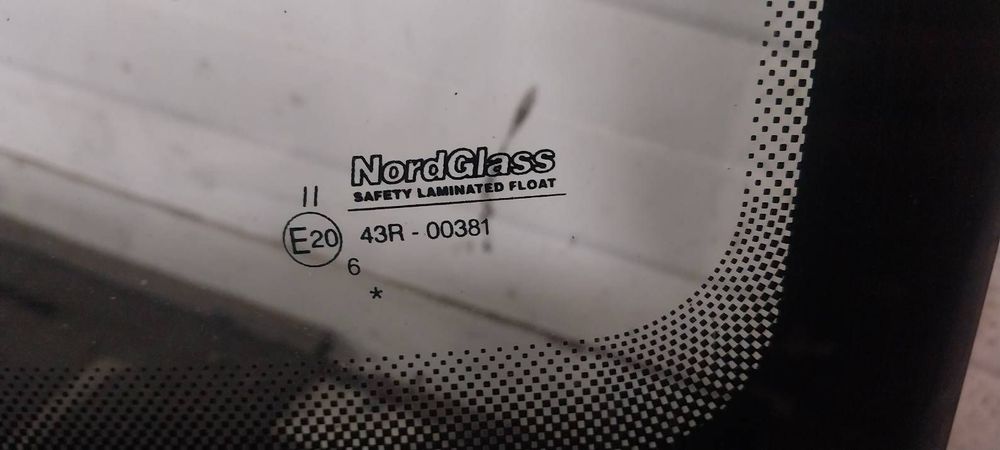 NordGlass
SAFETY LAMINATED FLOAT
II
E20 43R - 00381
6
*